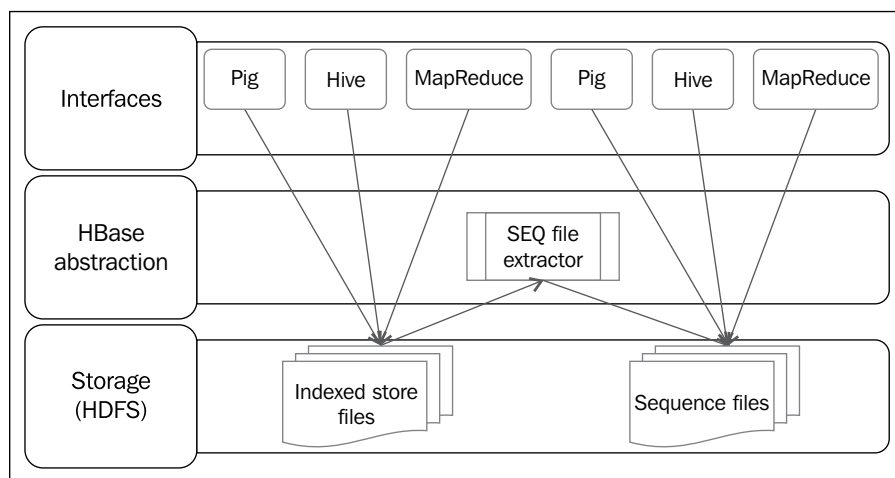 Interfaces
Pig
Hive
MapReduce
Pig
Hive
MapReduce
HBase
abstraction
SEQ file
extractor
Storage
(HDFS)
Indexed store
files
Sequence files